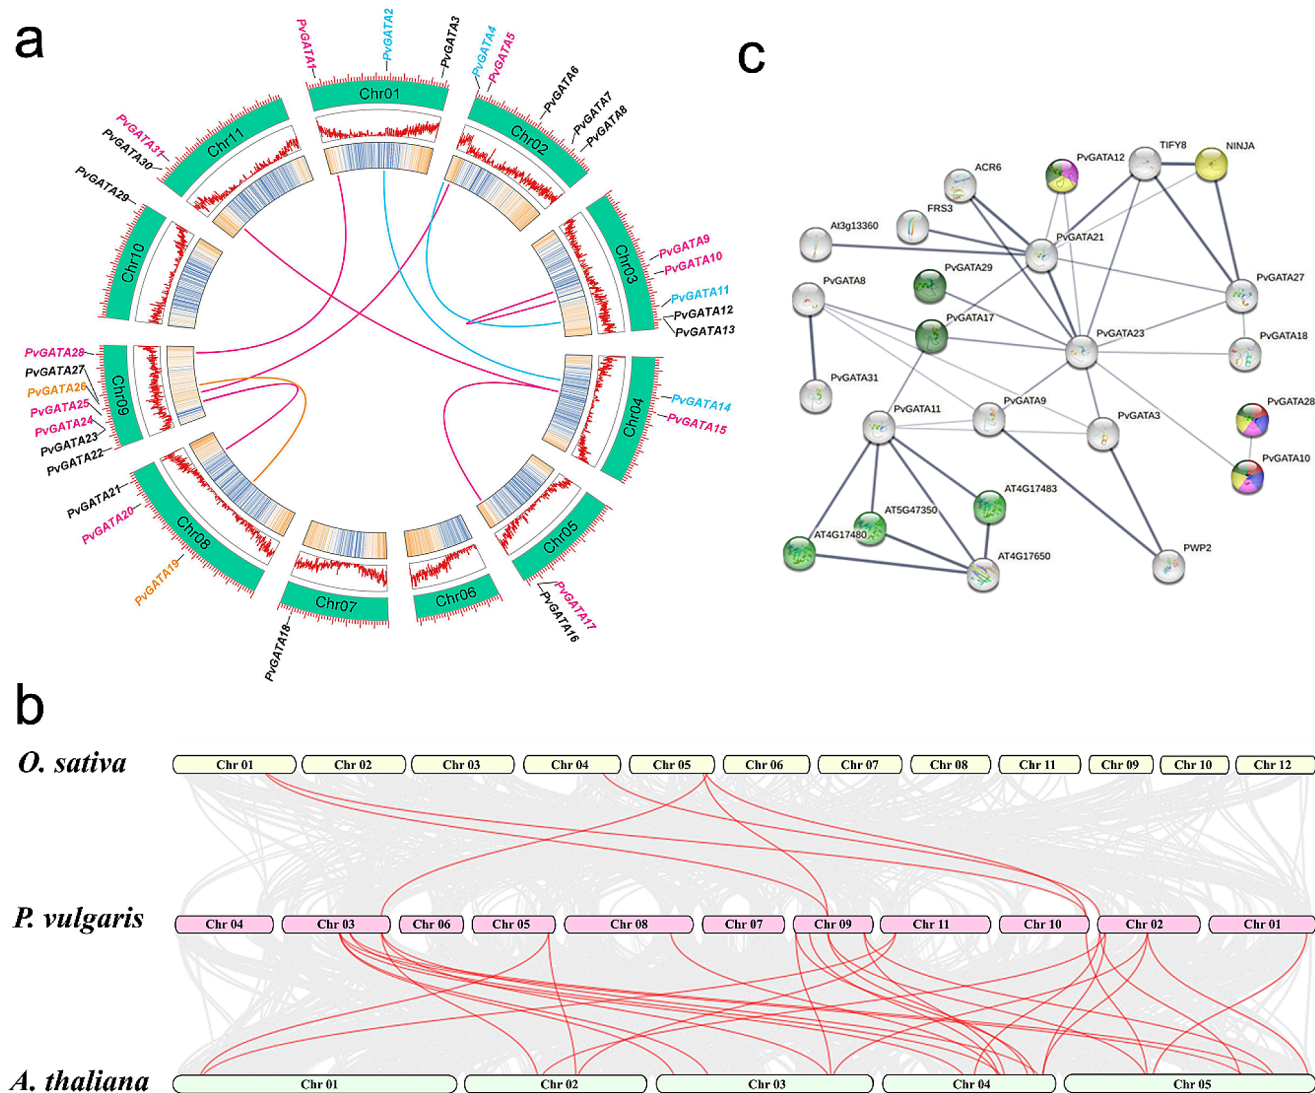 a
PvGATA1
PvGATA2
PvGATA3
PvGATA4
PvGATA5
PvGATA6
PvGATA7
PvGATA8
PvGATA9
PvGATA10
PvGATA11
PvGATA12
PvGATA13
PvGATA14
PvGATA15
PvGATA17
PvGATA16
PvGATA18
PvGATA19
PvGATA20
PvGATA21
PvGATA22
PvGATA23
PvGATA24
PvGATA25
PvGATA26
PvGATA27
PvGATA28
PvGATA29
PvGATA30
PvGATA31
Chr01
Chr02
Chr03
Chr04
Chr05
Chr06
Chr07
Chr08
Chr09
Chr10
Chr11
c
TIFY8
NINJA
PvGATA12
ACR6
FRS3
At3g13360
PvGATA21
PvGATA29
PvGATA8
PvGATA27
PvGATA17
PvGATA23
PvGATA18
PvGATA31
PvGATA9
PvGATA28
PvGATA11
PvGATA3
PvGATA10
AT4G17483
AT5G47350
AT4G17480
AT4G17650
PWP2
b
O. sativa
Chr 01 Chr 02 Chr 03 Chr 04 Chr 05 Chr 06 Chr 07 Chr 08 Chr 11 Chr 09 Chr 10 Chr 12
P. vulgaris
Chr 04 Chr 03 Chr 06 Chr 05 Chr 08 Chr 07 Chr 09 Chr 11 Chr 10 Chr 02 Chr 01
A. thaliana
Chr 01 Chr 02 Chr 03 Chr 04 Chr 05